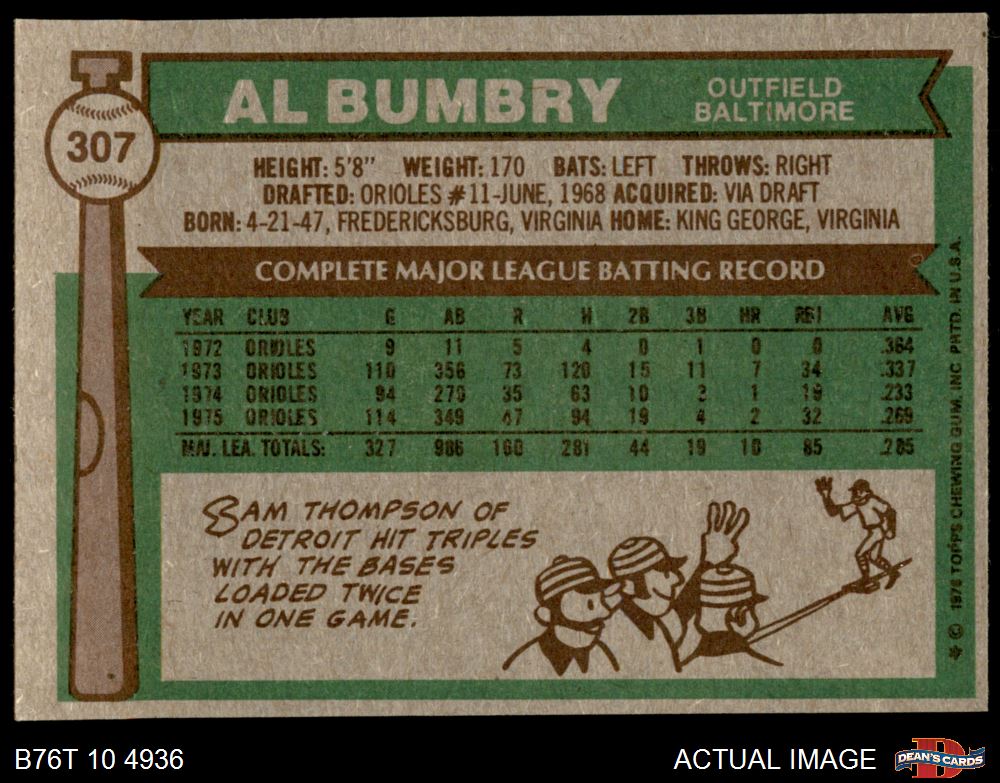 307
AL BUMBRY
OUTFIELD
BALTIMORE
HEIGHT: 5'8" WEIGHT: 170 BATS: LEFT THROWS: RIGHT
DRAFTED: ORIOLES #11-JUNE, 1968 ACQUIRED: VIA DRAFT
BORN: 4-21-47, FREDERICKSBURG, VIRGINIA HOME: KING GEORGE, VIRGINIA
COMPLETE MAJOR LEAGUE BATTING RECORD
YEAR CLUB G AB R H 2B 3B HR RBI AVG
1972 ORIOLES 9 11 5 4 0 1 0 0 .364
1973 ORIOLES 110 356 73 120 15 11 7 34 .337
1974 ORIOLES 94 270 35 63 10 3 1 19 .233
1975 ORIOLES 114 349 47 94 19 4 2 32 .269
MAJ. LEA. TOTALS: 327 986 160 281 44 19 10 85 .285
SAM THOMPSON OF
DETROIT HIT TRIPLES
WITH THE BASES
LOADED TWICE
IN ONE GAME.
* © 1976 TOPPS CHEWING GUM, INC. PRTD. IN U.S.A.
B76T 10 4936
ACTUAL IMAGE
D
DEAN'S CARDS